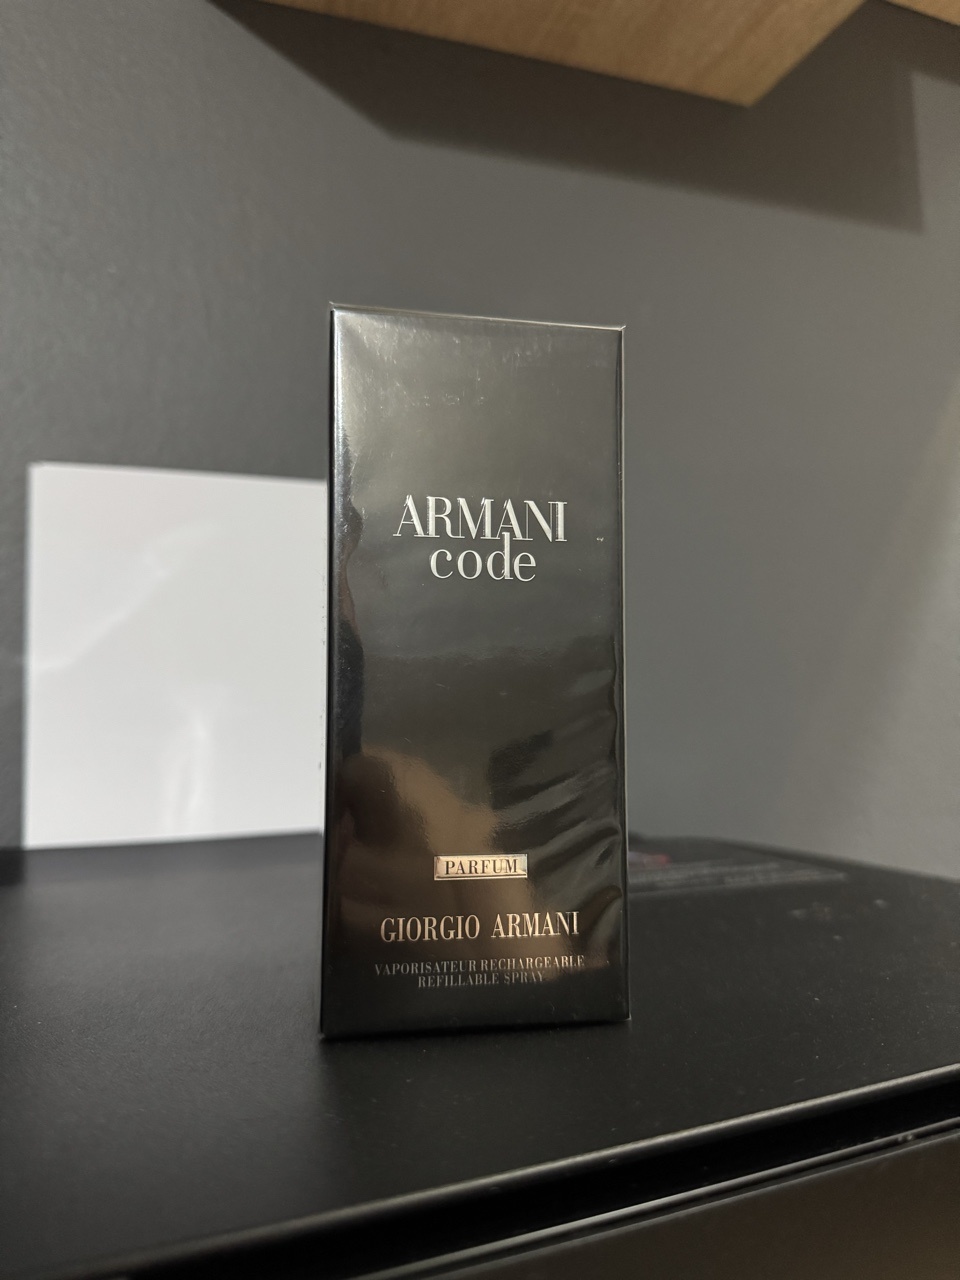 ARMANI
code
PARFUM
GIORGIO ARMANI
VAPORISATEUR RECHARGEABLE
REFILLABLE SPRAY